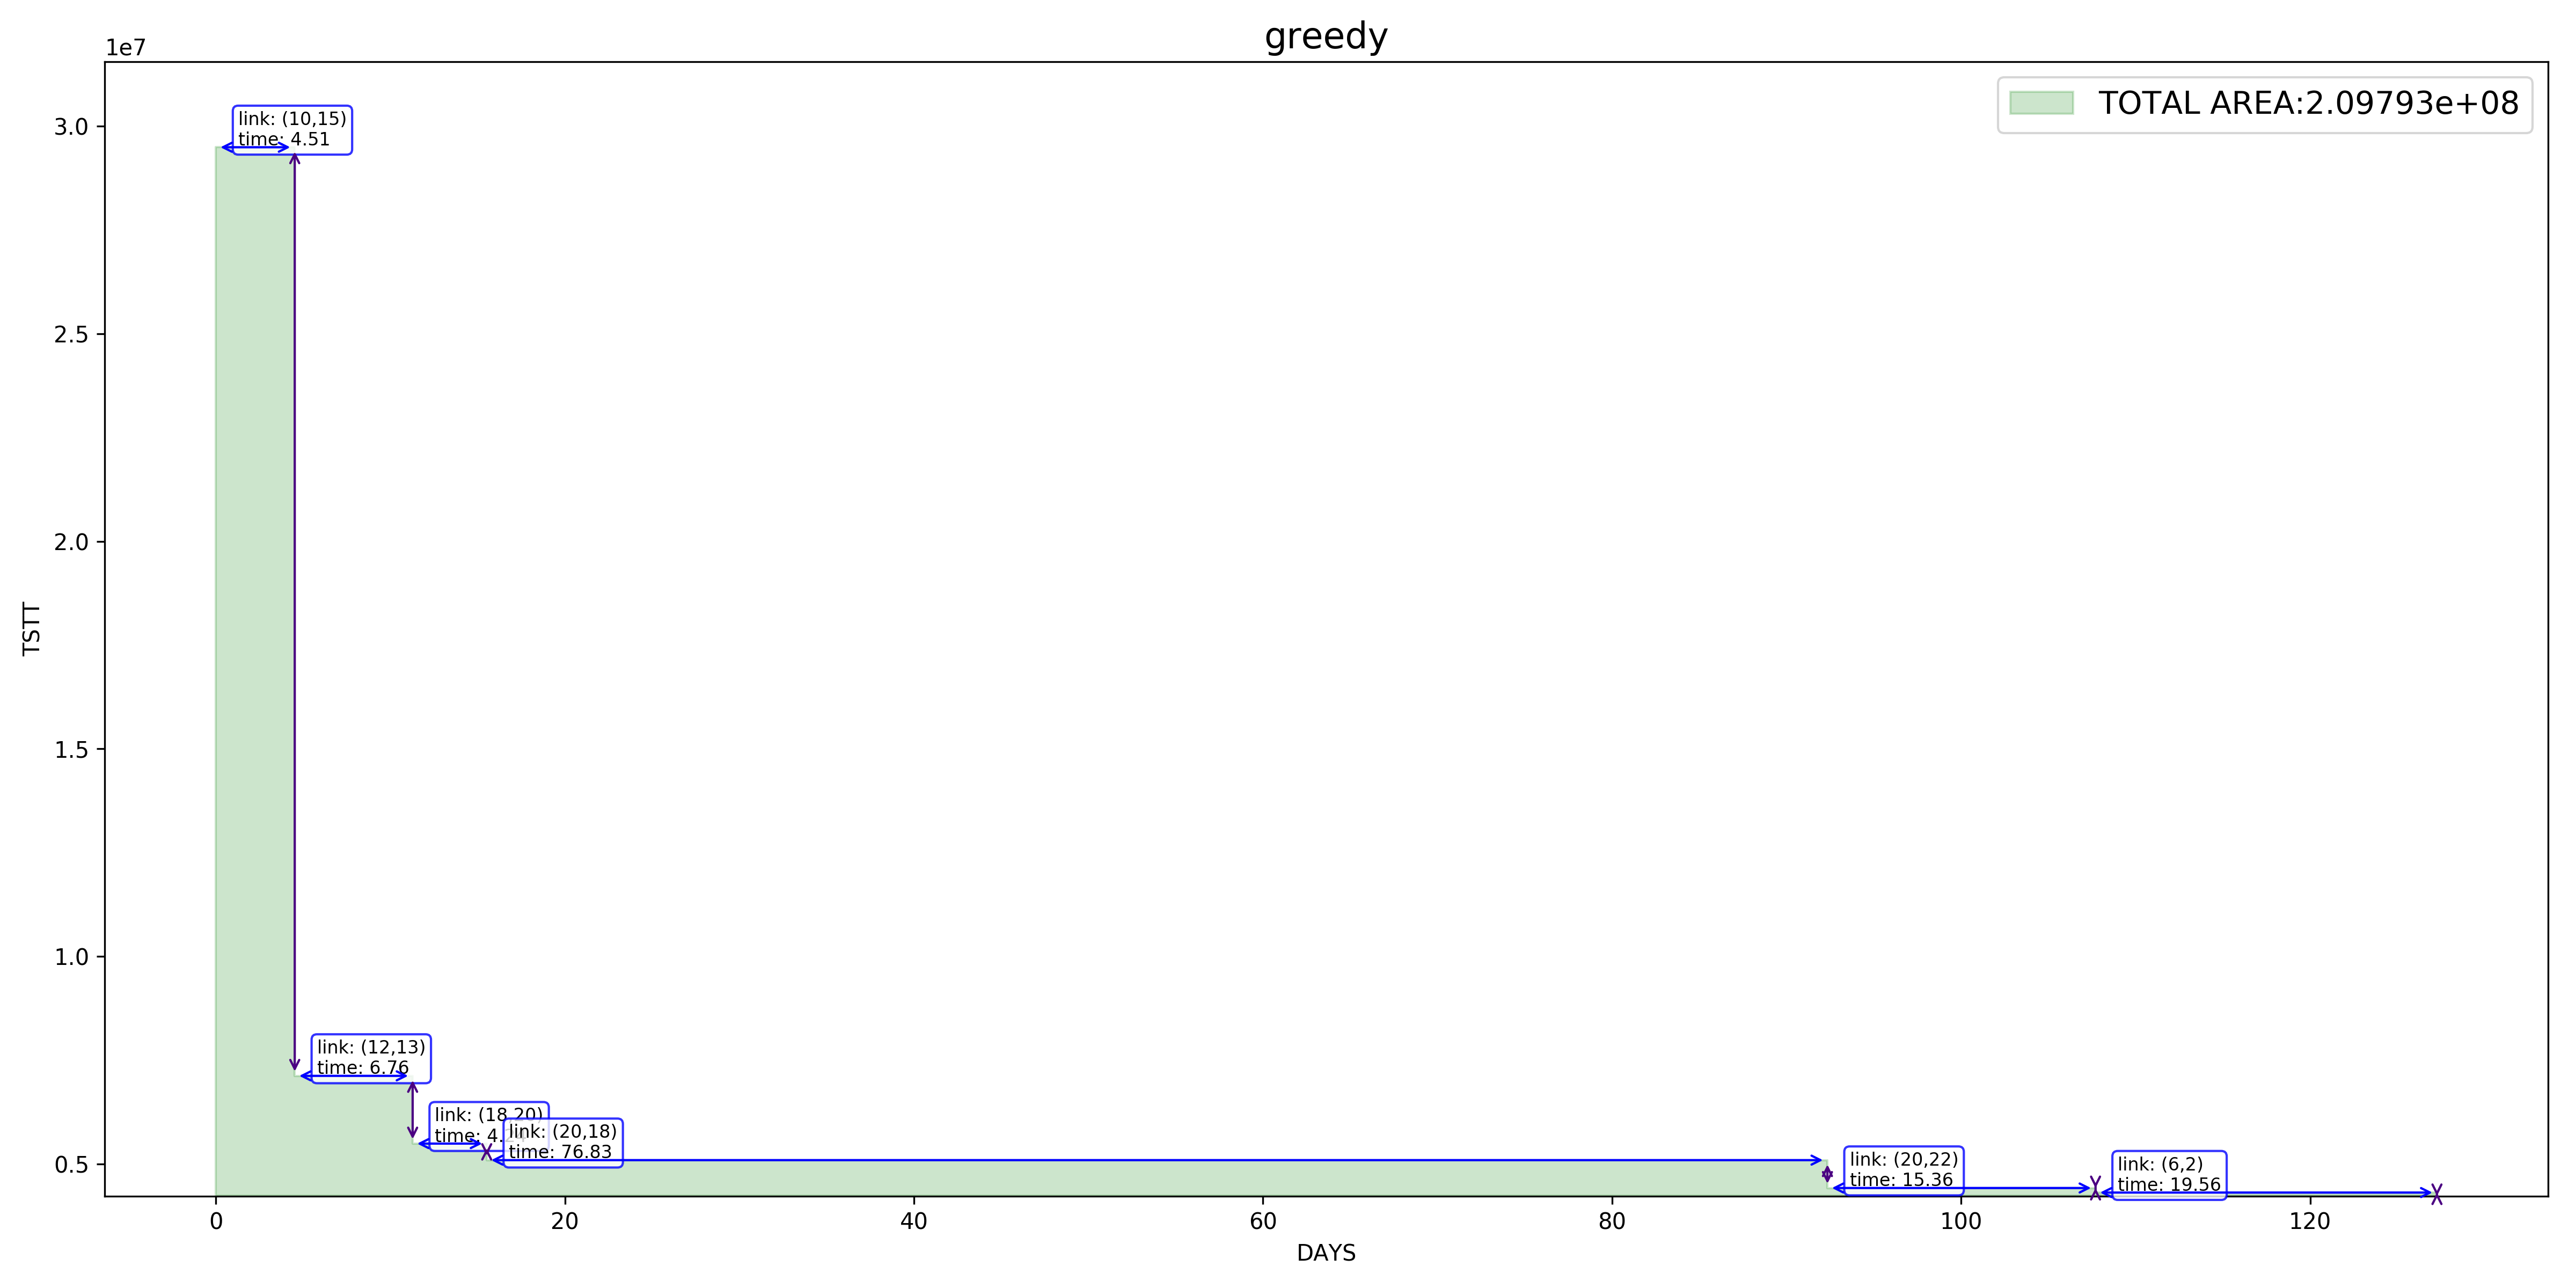 greedy
1e7
TOTAL AREA:2.09793e+08
3.0
2.5
2.0
1.5
1.0
0.5
TSTT
link: (10,15)
time: 4.51
link: (12,13)
time: 6.76
link: (18,20)
time: 4.
link: (20,18)
time: 76.83
link: (20,22)
time: 15.36
link: (6,2)
time: 19.56
0
20
40
60
80
100
120
DAYS